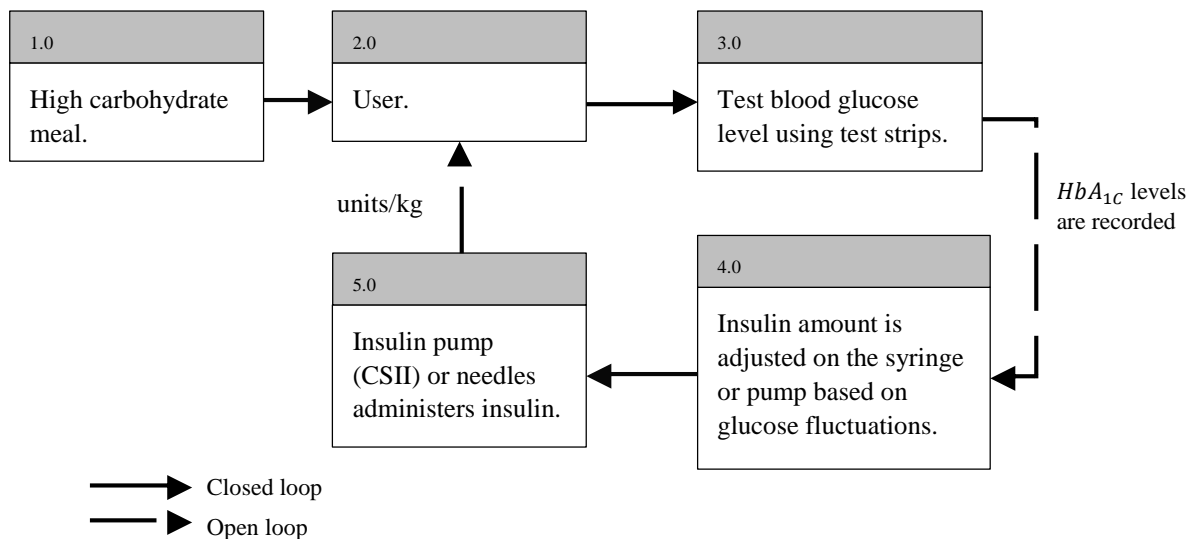 1.0
High carbohydrate
meal.
2.0
User.
3.0
Test blood glucose
level using test strips.
HbA1C levels
are recorded
4.0
Insulin amount is
adjusted on the syringe
or pump based on
glucose fluctuations.
5.0
Insulin pump
(CSII) or needles
administers insulin.
units/kg
Closed loop
Open loop